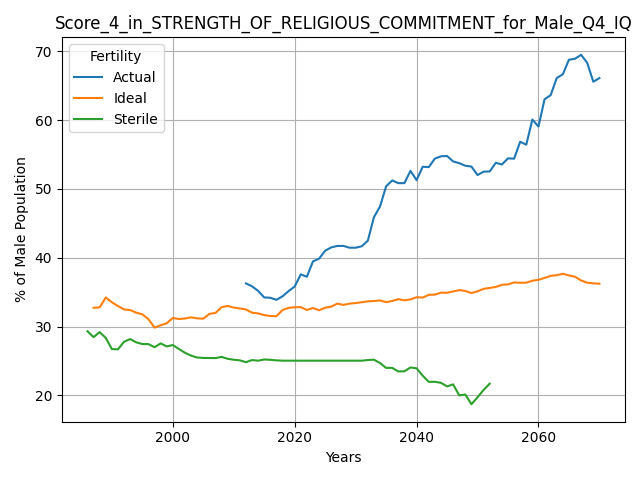 Score_4_in_STRENGTH_OF_RELIGIOUS_COMMITMENT_for_Male_Q4_IQ
Fertility
Actual
Ideal
Sterile
% of Male Population
70
60
50
40
30
20
2000
2020
2040
2060
Years